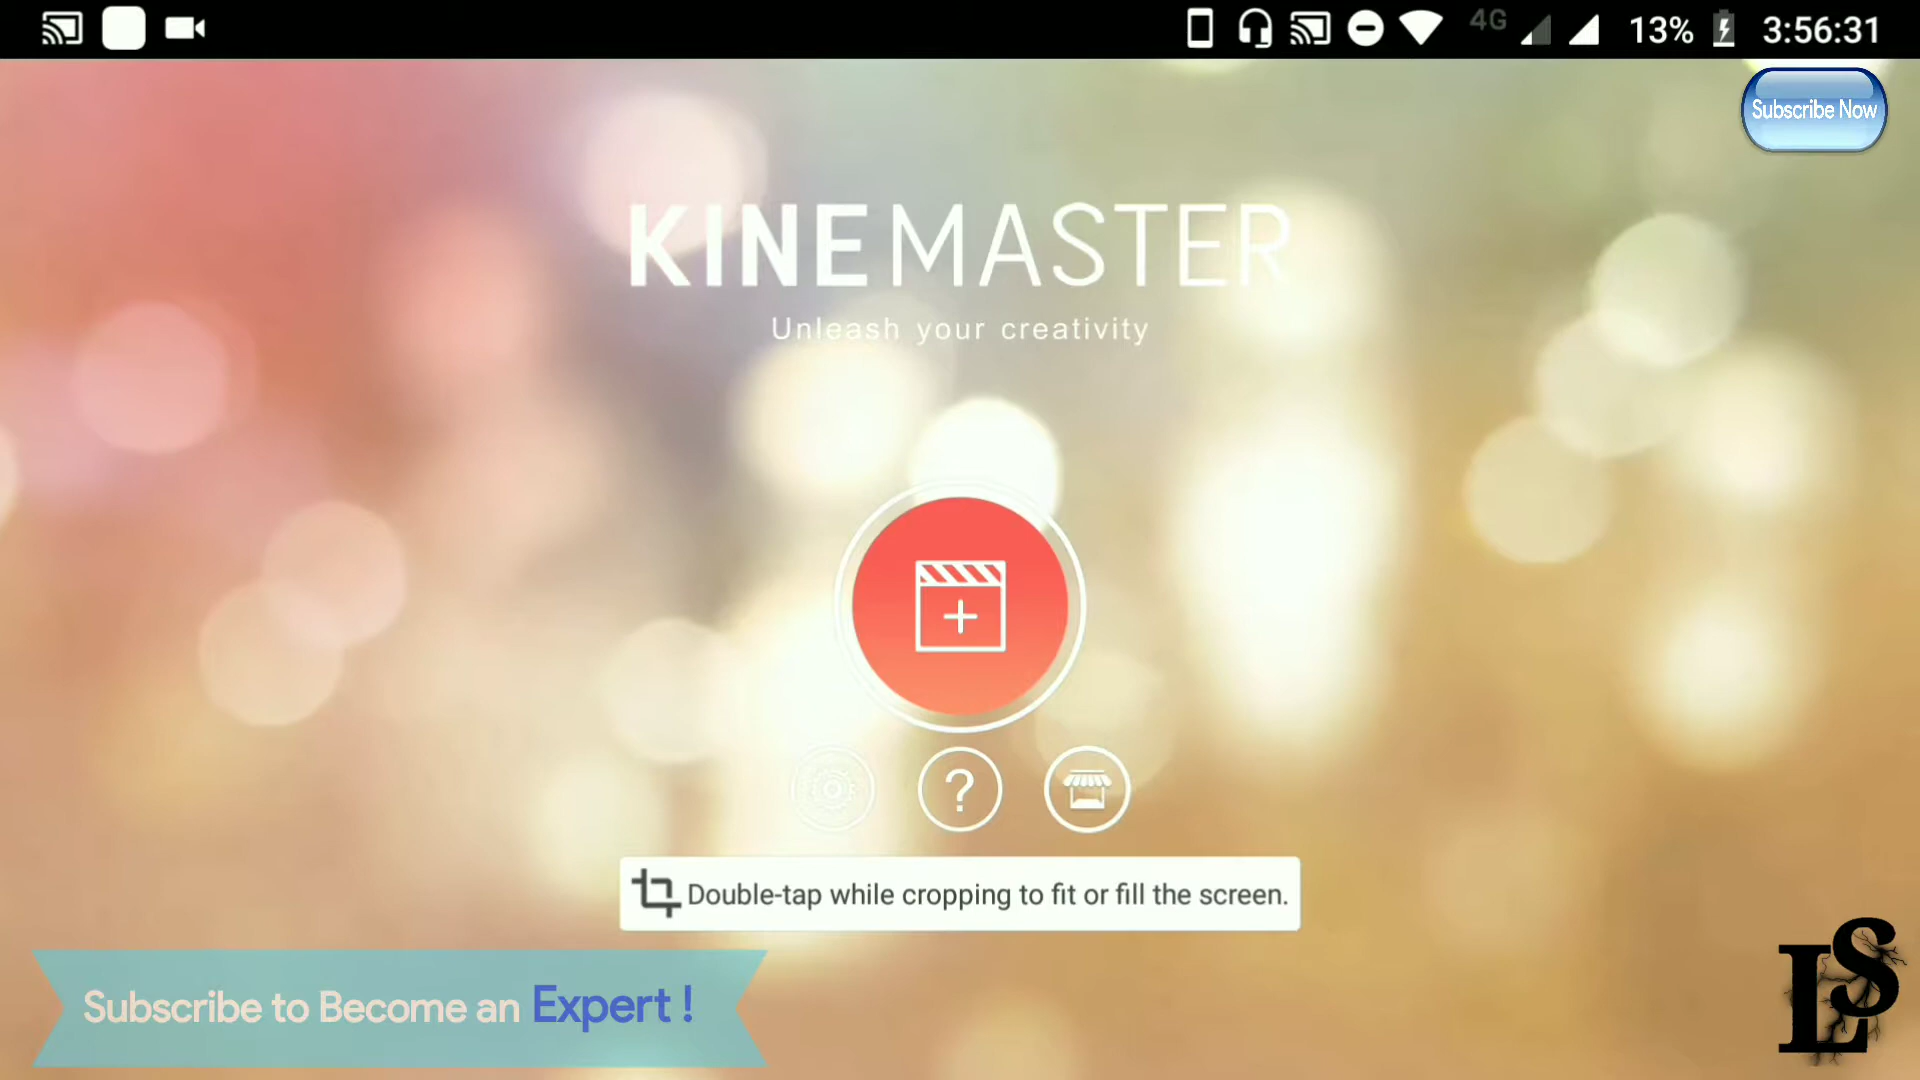 4G 13% 3:56:31
Subscribe Now
KINEMASTER
Unleash your creativity
?
Double-tap while cropping to fit or fill the screen.
Subscribe to Become an Expert !
LS